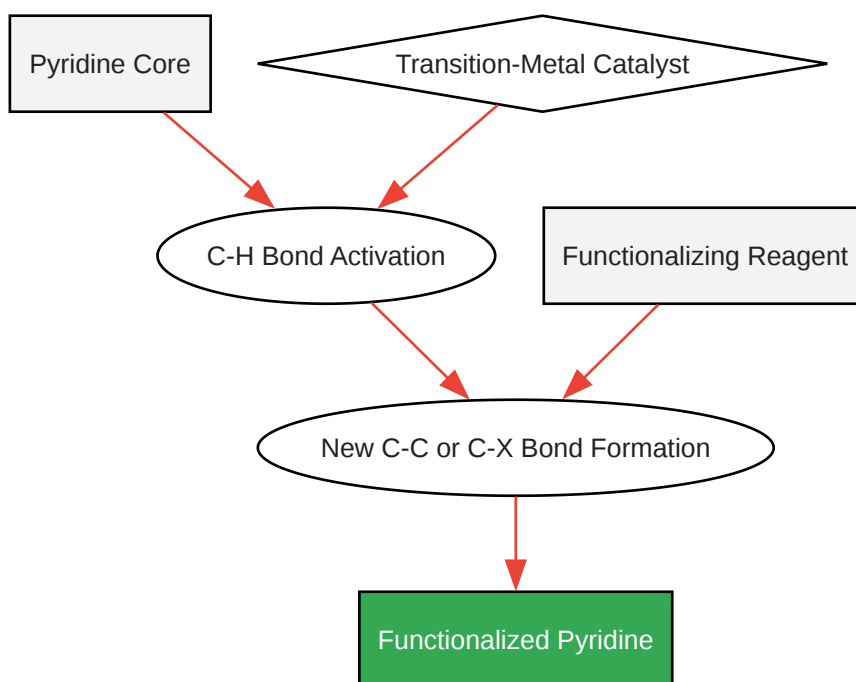 Pyridine Core
Transition-Metal Catalyst
C-H Bond Activation
Functionalizing Reagent
New C-C or C-X Bond Formation
Functionalized Pyridine